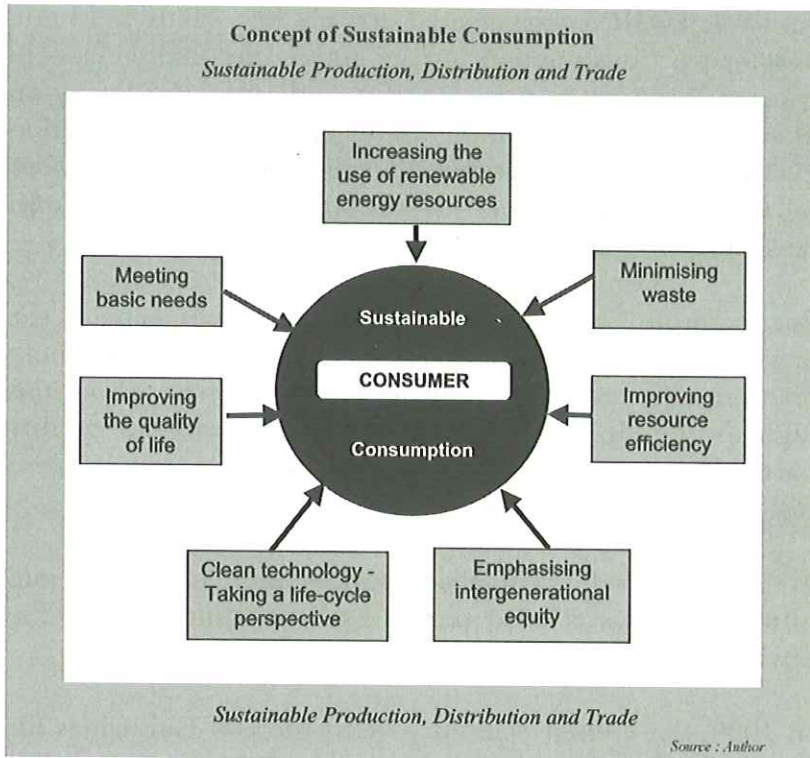 Concept of Sustainable Consumption
Sustainable Production, Distribution and Trade
Increasing the
use of renewable
energy resources
Meeting
basic needs
Minimising
waste
Sustainable
CONSUMER
Consumption
Improving
the quality
of life
Improving
resource
efficiency
Clean technology -
Taking a life-cycle
perspective
Emphasising
intergenerational
equity
Sustainable Production, Distribution and Trade
Source : Author